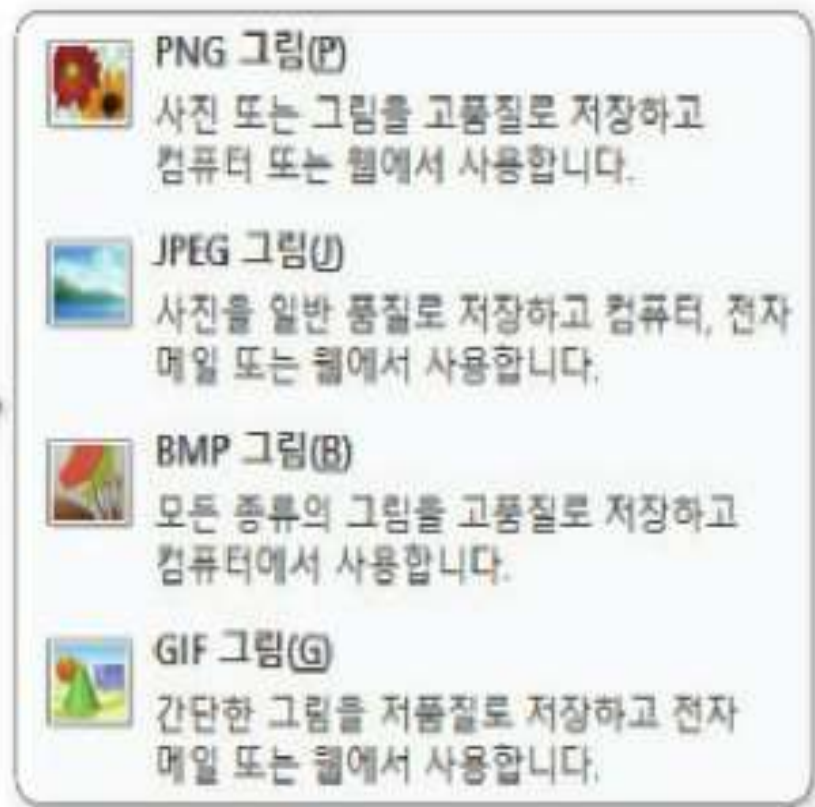 PNG 그림(P)
사진 또는 그림을 고품질로 저장하고
컴퓨터 또는 웹에서 사용합니다.
JPEG 그림(J)
사진을 일반 품질로 저장하고 컴퓨터, 전자
메일 또는 웹에서 사용합니다.
BMP 그림(B)
모든 종류의 그림을 고품질로 저장하고
컴퓨터에서 사용합니다.
GIF 그림(G)
간단한 그림을 저품질로 저장하고 전자
메일 또는 웹에서 사용합니다.